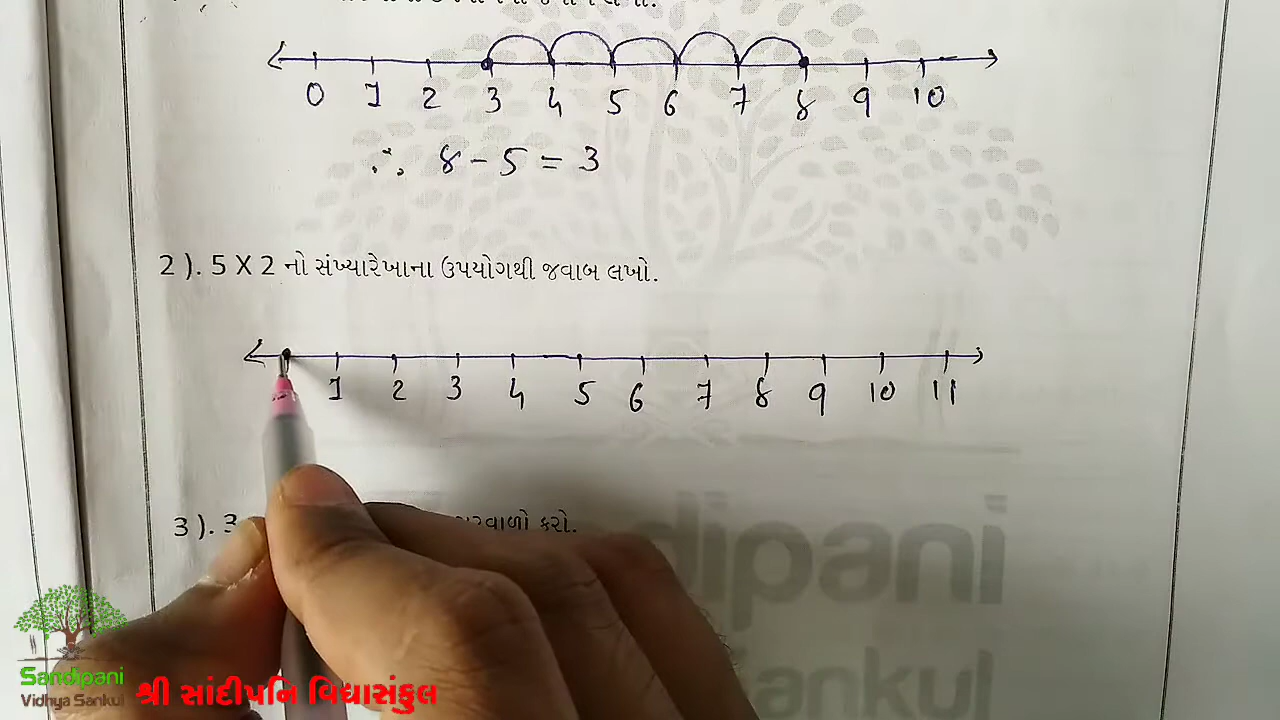 0 1 2 3 4 5 6 7 8 9 10
∴ 8 - 5 = 3
2). 5 X 2 નો સંખ્યારેખાના ઉપયોગથી જવાબ લખો.
1 2 3 4 5 6 7 8 9 10 11
3). 3 સરવાળો કરો.
dipani
ankul
Sandipani
Vidhya Sankul
શ્રી સાંદીપનિ વિદ્યાસંકુલ